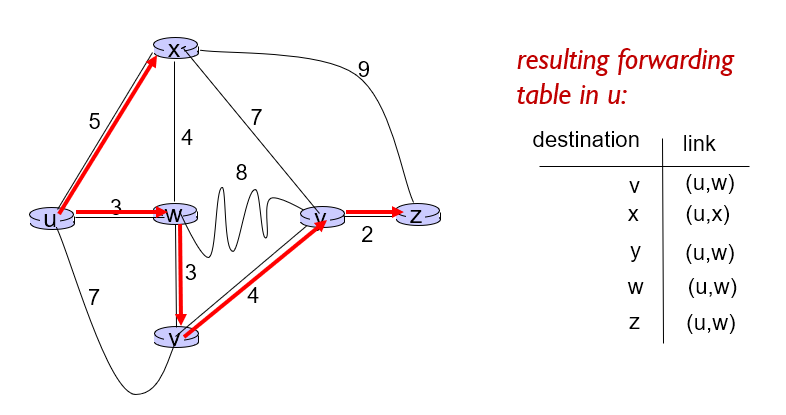 x
9
5
7
4
8
u
3
w
y
z
2
3
7
4
v
resulting forwarding
table in u:
destination link
v (u,w)
x (u,x)
y (u,w)
w (u,w)
z (u,w)